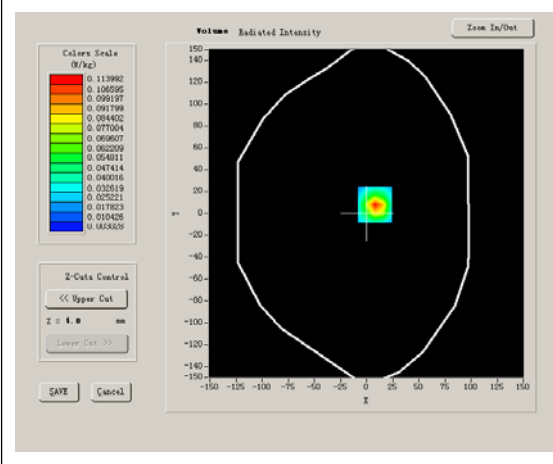 Volume Radiated Intensity
Zoom In/Out
Colors Scale
(W/kg)
0.113992
0.106595
0.099197
0.091799
0.084402
0.077004
0.069607
0.062209
0.054811
0.047414
0.040016
0.032619
0.025221
0.017823
0.010426
0.003028
Z-Cuts Control
<< Upper Cut
Z = 4.0 mm
Lower Cut >>
SAVE
Cancel
150
120
100
80
60
40
20
0
-20
-40
-60
-80
-100
-120
-140
-150
Y
-150 -125 -100 -75 -50 -25 0 25 50 75 100 125 150
X